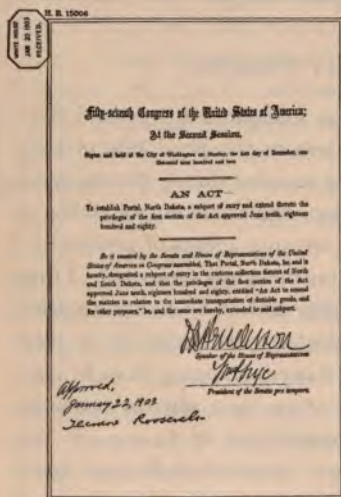 H. R. 15006
WHITE HOUSE
JAN 20 1903
RECEIVED.
Fifty-seventh Congress of the United States of America;
At the Second Session,
Begun and held at the City of Washington on Monday, the first day of December, one
thousand nine hundred and two.
AN ACT
To establish Portal, North Dakota, a subport of entry and extend thereto the
privileges of the first section of the Act approved June tenth, eighteen
hundred and eighty.
Be it enacted by the Senate and House of Representatives of the United
States of America in Congress assembled, That Portal, North Dakota, be, and is
hereby, designated a subport of entry in the customs collection district of North
and South Dakota, and that the privileges of the first section of the Act
approved June tenth, eighteen hundred and eighty, entitled "An Act to amend
the statutes in relation to the immediate transportation of dutiable goods, and
for other purposes," be, and the same are hereby, extended to said subport.
D B Henderson
Speaker of the House of Representatives
Wm P Frye
President of the Senate pro tempore.
Approved,
January 22, 1903
Theodore Roosevelt